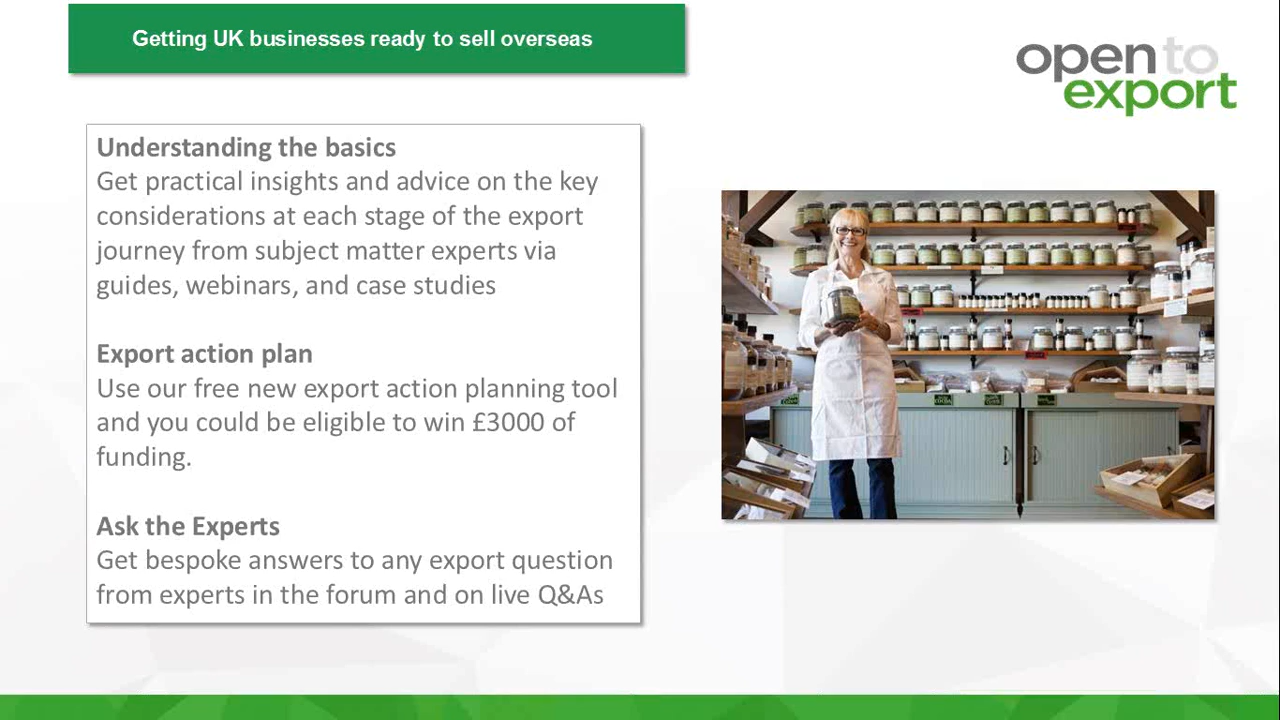 Getting UK businesses ready to sell overseas
open to
export
Understanding the basics
Get practical insights and advice on the key
considerations at each stage of the export
journey from subject matter experts via
guides, webinars, and case studies
Export action plan
Use our free new export action planning tool
and you could be eligible to win £3000 of
funding.
Ask the Experts
Get bespoke answers to any export question
from experts in the forum and on live Q&As